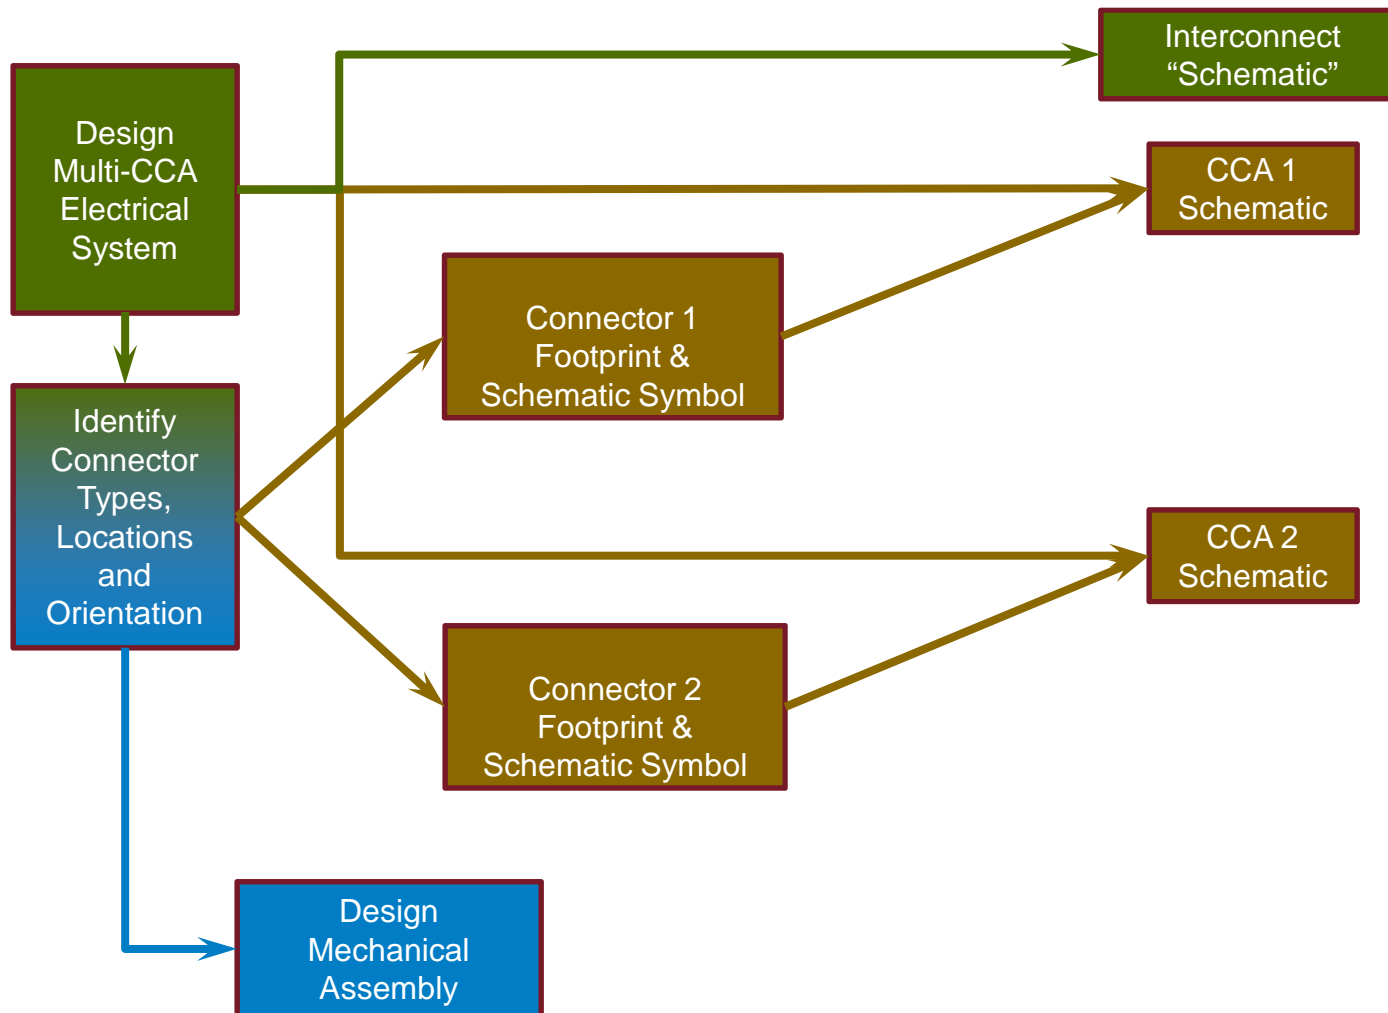 Interconnect
“Schematic”
Design
Multi-CCA
Electrical
System
CCA 1
Schematic
Connector 1
Footprint &
Schematic Symbol
Identify
Connector
Types,
Locations
and
Orientation
CCA 2
Schematic
Connector 2
Footprint &
Schematic Symbol
Design
Mechanical
Assembly